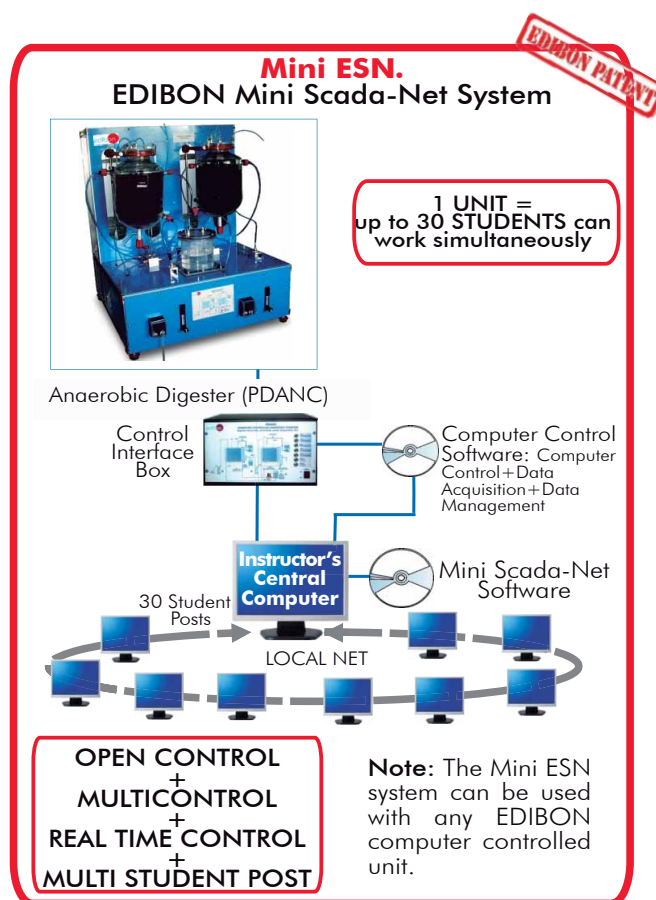 EDIBON PATENT
Mini ESN.
EDIBON Mini Scada-Net System
1 UNIT =
up to 30 STUDENTS can
work simultaneously
Anaerobic Digester (PDANC)
Control
Interface
Box
Computer Control
Software: Computer
Control+Data
Acquisition+Data
Management
Instructor's
Central
Computer
Mini Scada-Net
Software
30 Student
Posts
LOCAL NET
OPEN CONTROL
+
MULTICONTROL
+
REAL TIME CONTROL
+
MULTI STUDENT POST
Note: The Mini ESN
system can be used
with any EDIBON
computer controlled
unit.